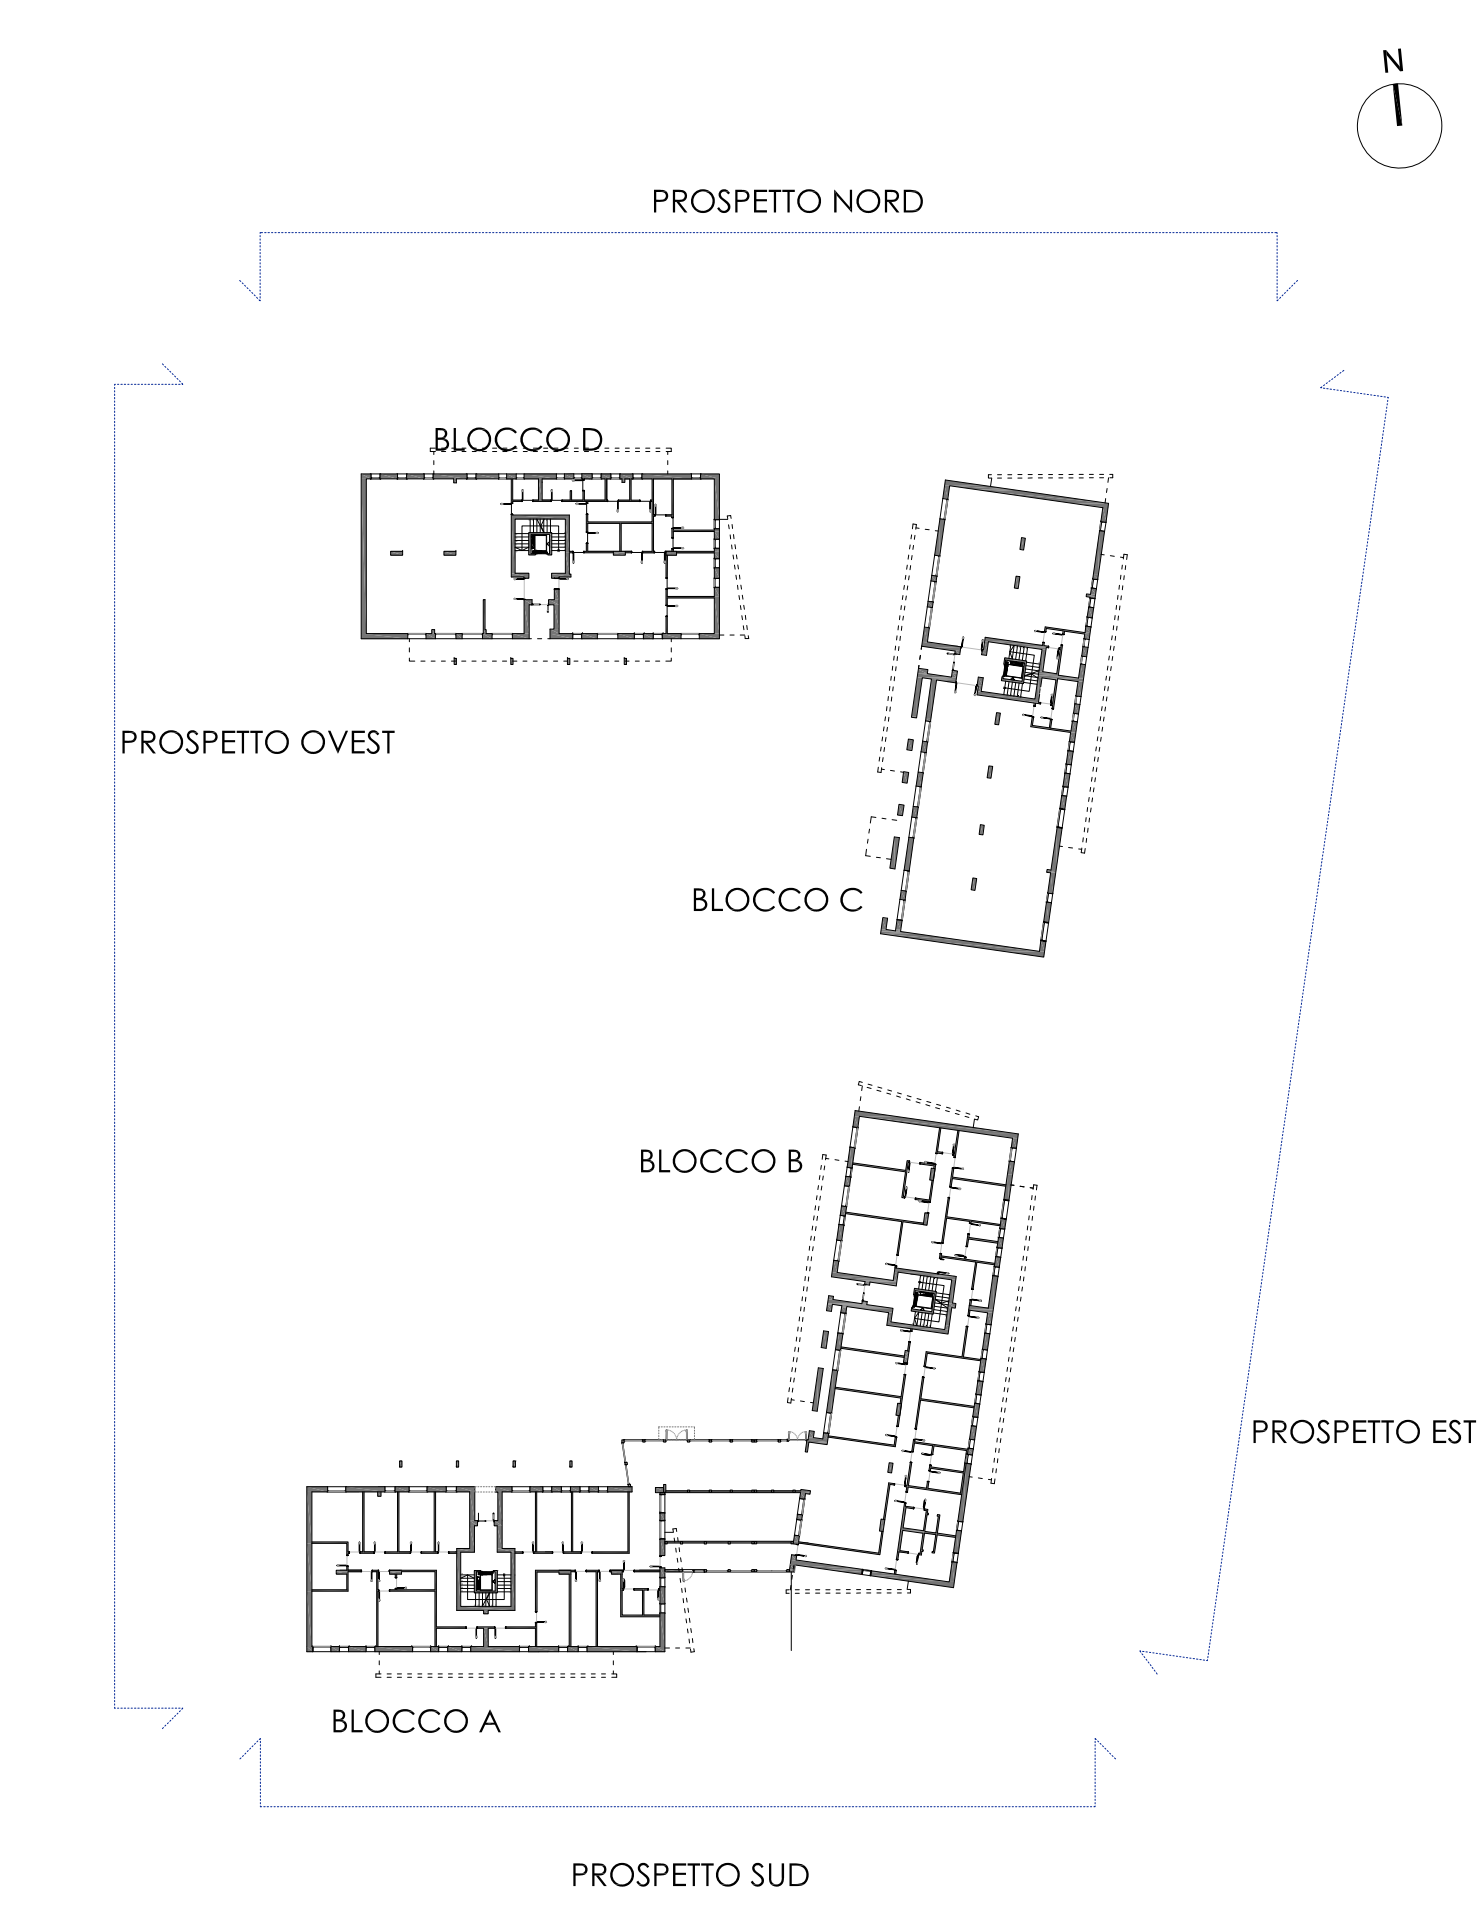 N
PROSPETTO NORD
BLOCCO D
PROSPETTO OVEST
BLOCCO C
BLOCCO B
PROSPETTO EST
BLOCCO A
PROSPETTO SUD